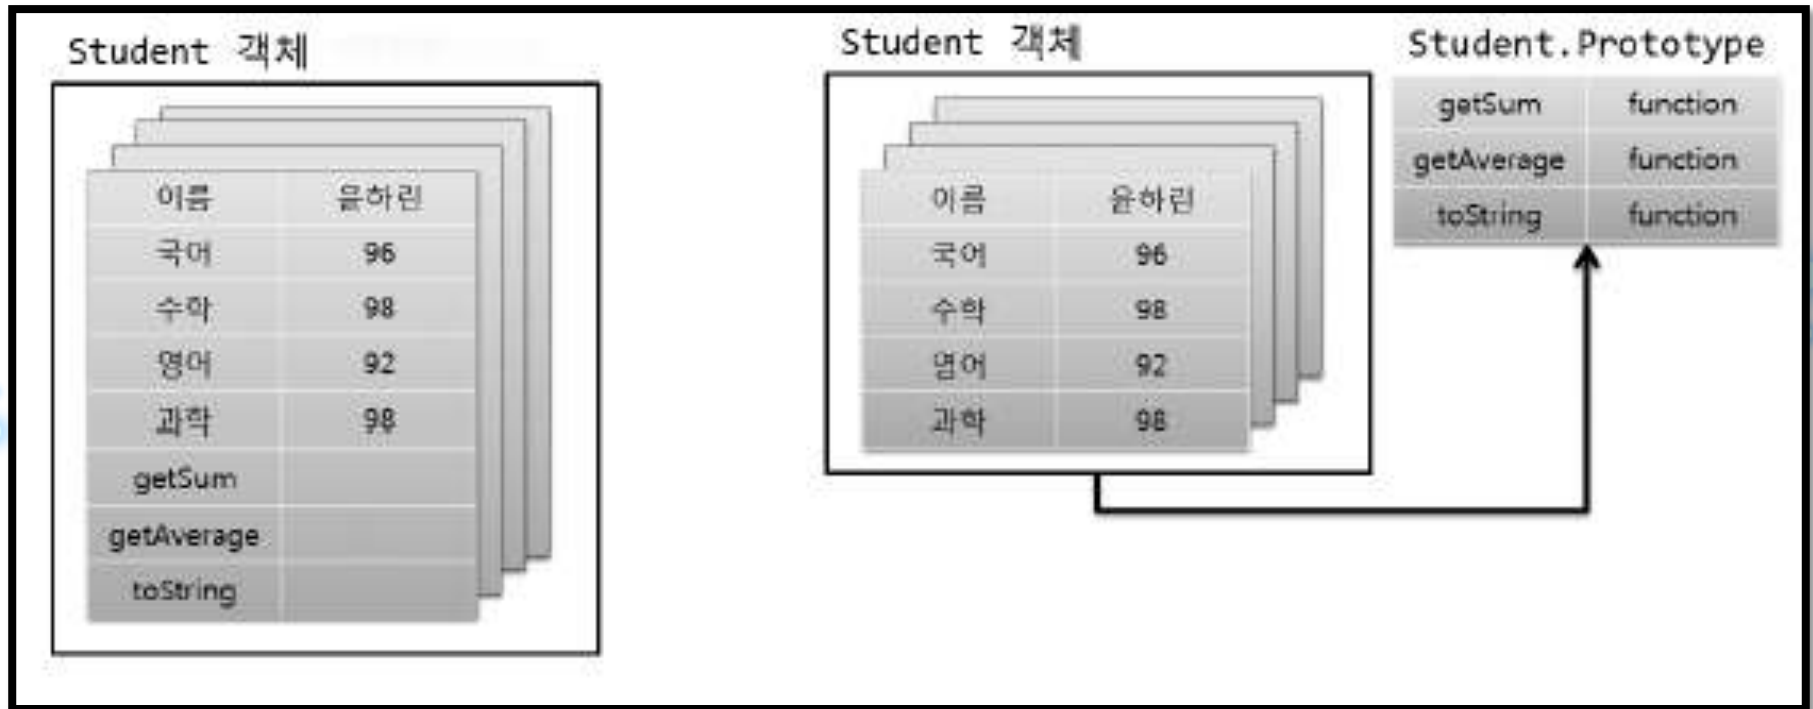 Student 객체
이름 윤하린
국어 96
수학 98
영어 92
과학 98
getSum
getAverage
toString
Student 객체
이름 윤하린
국어 96
수학 98
영어 92
과학 98
Student.Prototype
getSum function
getAverage function
toString function